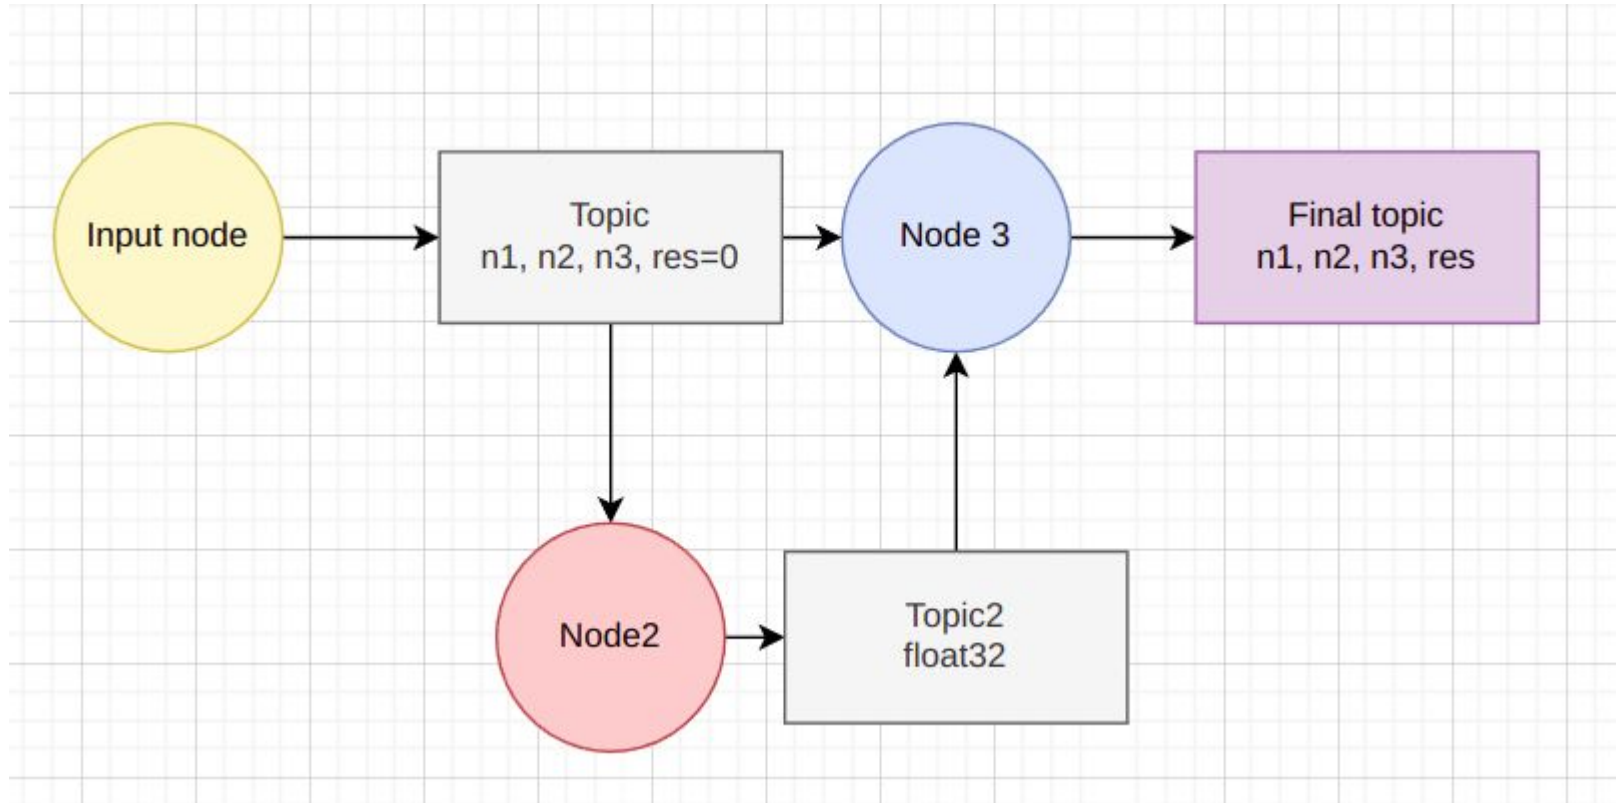 Input node
Topic
n1, n2, n3, res=0
Node 3
Final topic
n1, n2, n3, res
Node2
Topic2
float32